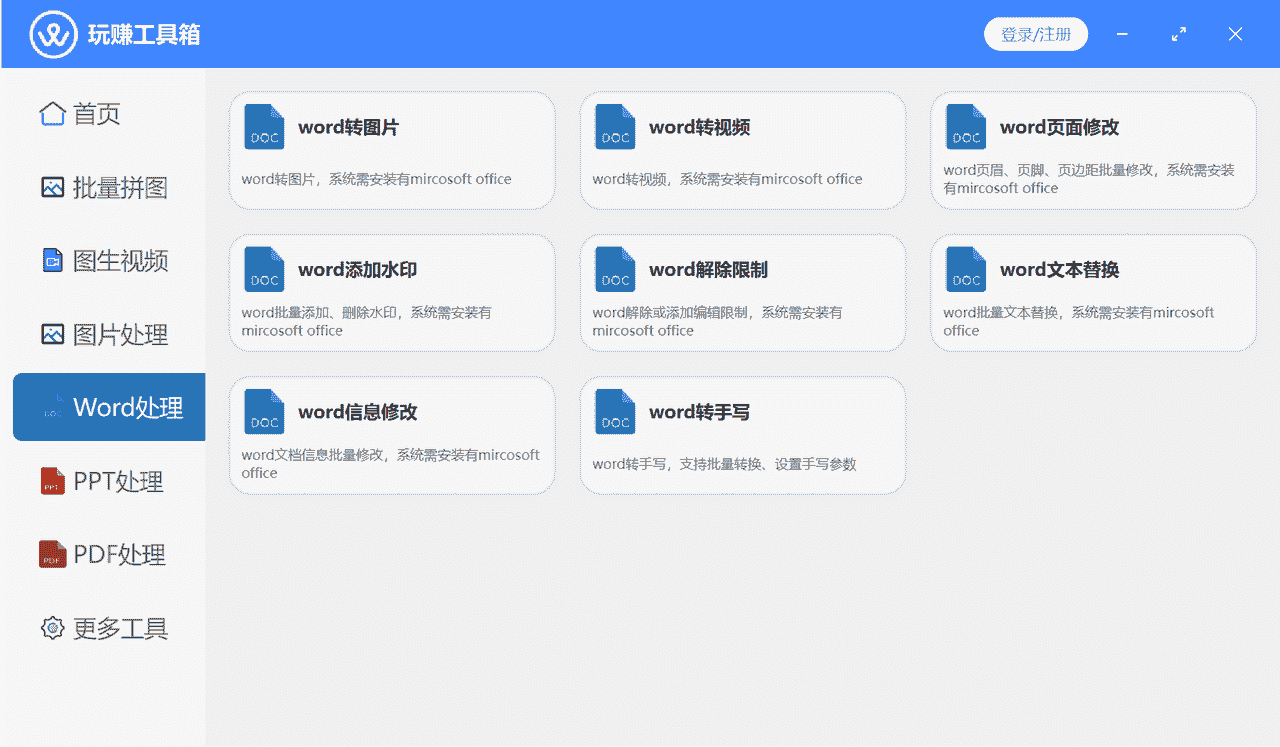 玩赚工具箱
登录/注册
首页
批量拼图
图生视频
图片处理
DOC
Word处理
PPT
PPT处理
PDF
PDF处理
更多工具
DOC
word转图片
word转图片，系统需安装有mircosoft office
DOC
word转视频
word转视频，系统需安装有mircosoft office
DOC
word页面修改
word页眉、页脚、页边距批量修改，系统需安装
有mircosoft office
DOC
word添加水印
word批量添加、删除水印，系统需安装有
mircosoft office
DOC
word解除限制
word解除或添加编辑限制，系统需安装有
mircosoft office
DOC
word文本替换
word批量文本替换，系统需安装有mircosoft
office
DOC
word信息修改
word文档信息批量修改，系统需安装有mircosoft
office
DOC
word转手写
word转手写，支持批量转换、设置手写参数